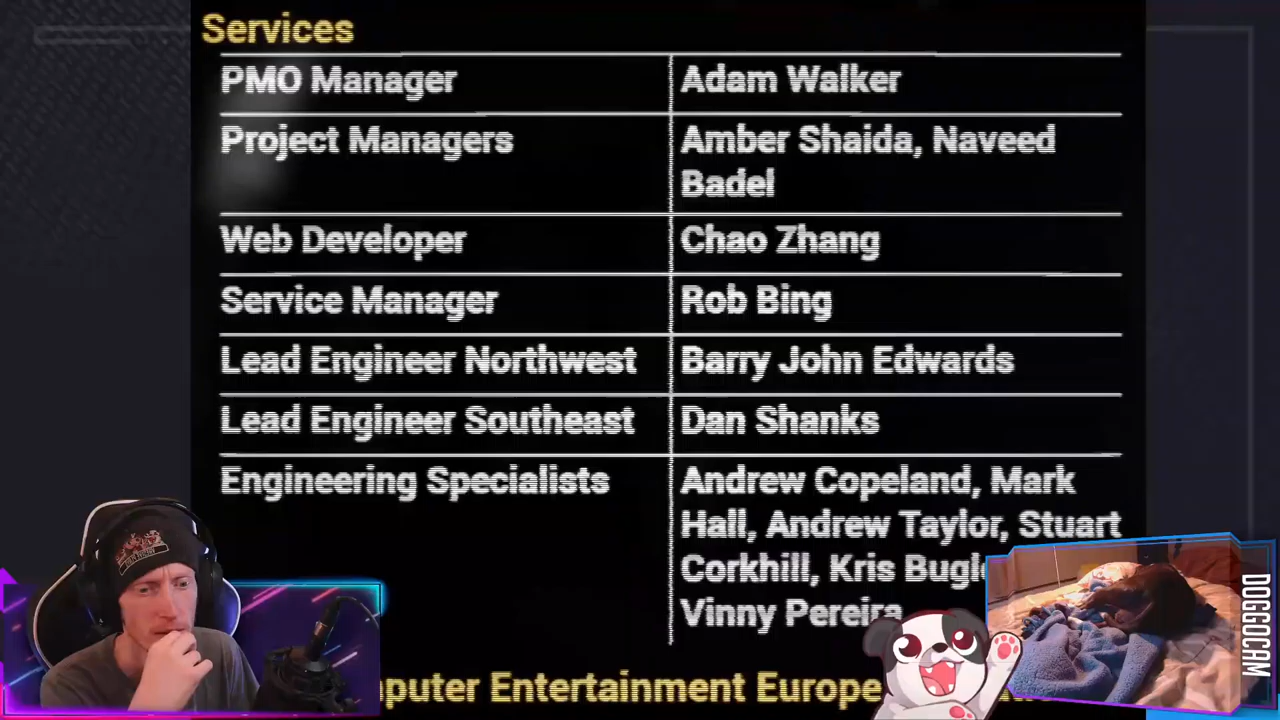 Services
PMO Manager
Adam Walker
Project Managers
Amber Shaida, Naveed
Badel
Web Developer
Chao Zhang
Service Manager
Rob Bing
Lead Engineer Northwest
Barry John Edwards
Lead Engineer Southeast
Dan Shanks
Engineering Specialists
Andrew Copeland, Mark
Hall, Andrew Taylor, Stuart
Corkhill, Kris
Vinny Pereira
Entertainment Europe
DOGGOCAM